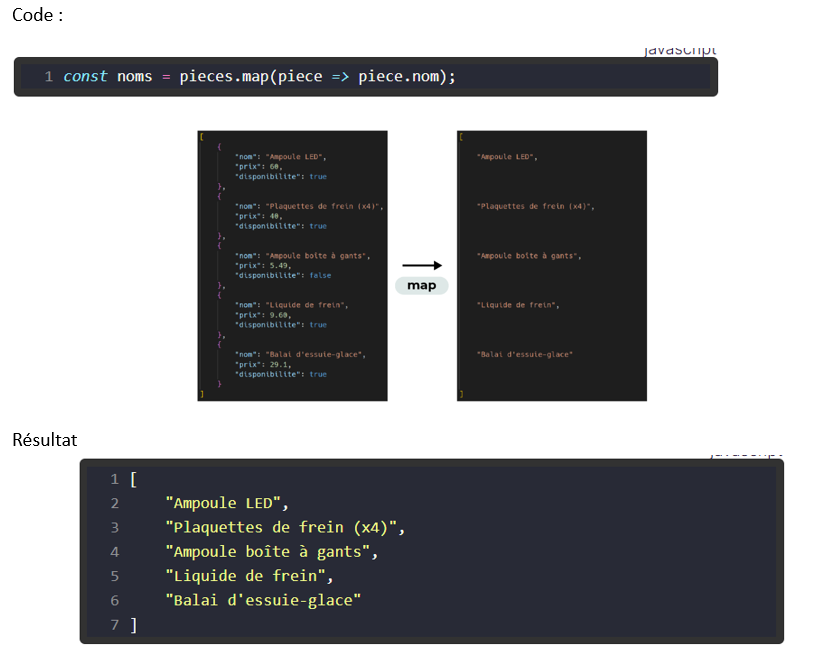 Code :
javascript
1 const noms = pieces.map(piece => piece.nom);
[
{
"nom": "Ampoule LED",
"prix": 60,
"disponibilite": true
},
{
"nom": "Plaquettes de frein (x4)",
"prix": 40,
"disponibilite": true
},
{
"nom": "Ampoule boîte à gants",
"prix": 5.49,
"disponibilite": false
},
{
"nom": "Liquide de frein",
"prix": 9.60,
"disponibilite": true
},
{
"nom": "Balai d'essuie-glace",
"prix": 29.1,
"disponibilite": true
}
]
map
[
"Ampoule LED",
"Plaquettes de frein (x4)",
"Ampoule boîte à gants",
"Liquide de frein",
"Balai d'essuie-glace"
]
Résultat
javascript
1 [
2 "Ampoule LED",
3 "Plaquettes de frein (x4)",
4 "Ampoule boîte à gants",
5 "Liquide de frein",
6 "Balai d'essuie-glace"
7 ]